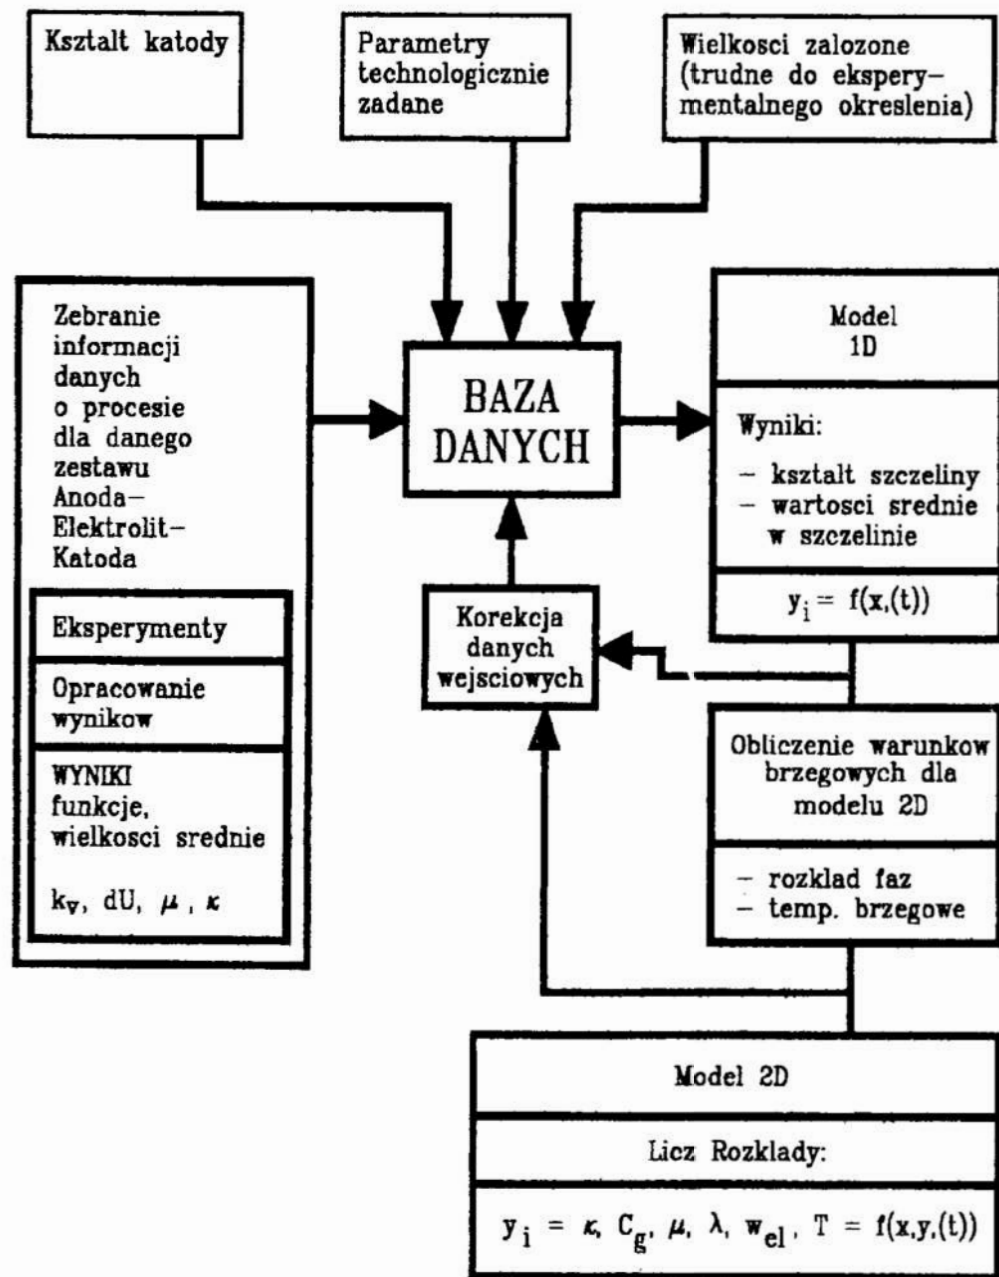 Ksztalt katody
Parametry
technologicznie
zadane
Wielkosci zalozone
(trudne do ekspery-
mentalnego okreslenia)
Zebranie
informacji
danych
o procesie
dla danego
zestawu
Anoda-
Elektrolit-
Katoda
Eksperymenty
Opracowanie
wynikow
WYNIKI
funkcje,
wielkosci srednie
k_v, dU, μ, κ
BAZA
DANYCH
Korekcja
danych
wejsciowych
Model
1D
Wyniki:
- ksztalt szczeliny
- wartosci srednie
w szczelinie
y_i = f(x,(t))
Obliczenie warunkow
brzegowych dla
modelu 2D
- rozklad faz
- temp. brzegowe
Model 2D
Licz Rozklady:
y_i = κ, C_g, μ, λ, w_el, T = f(x,y,(t))